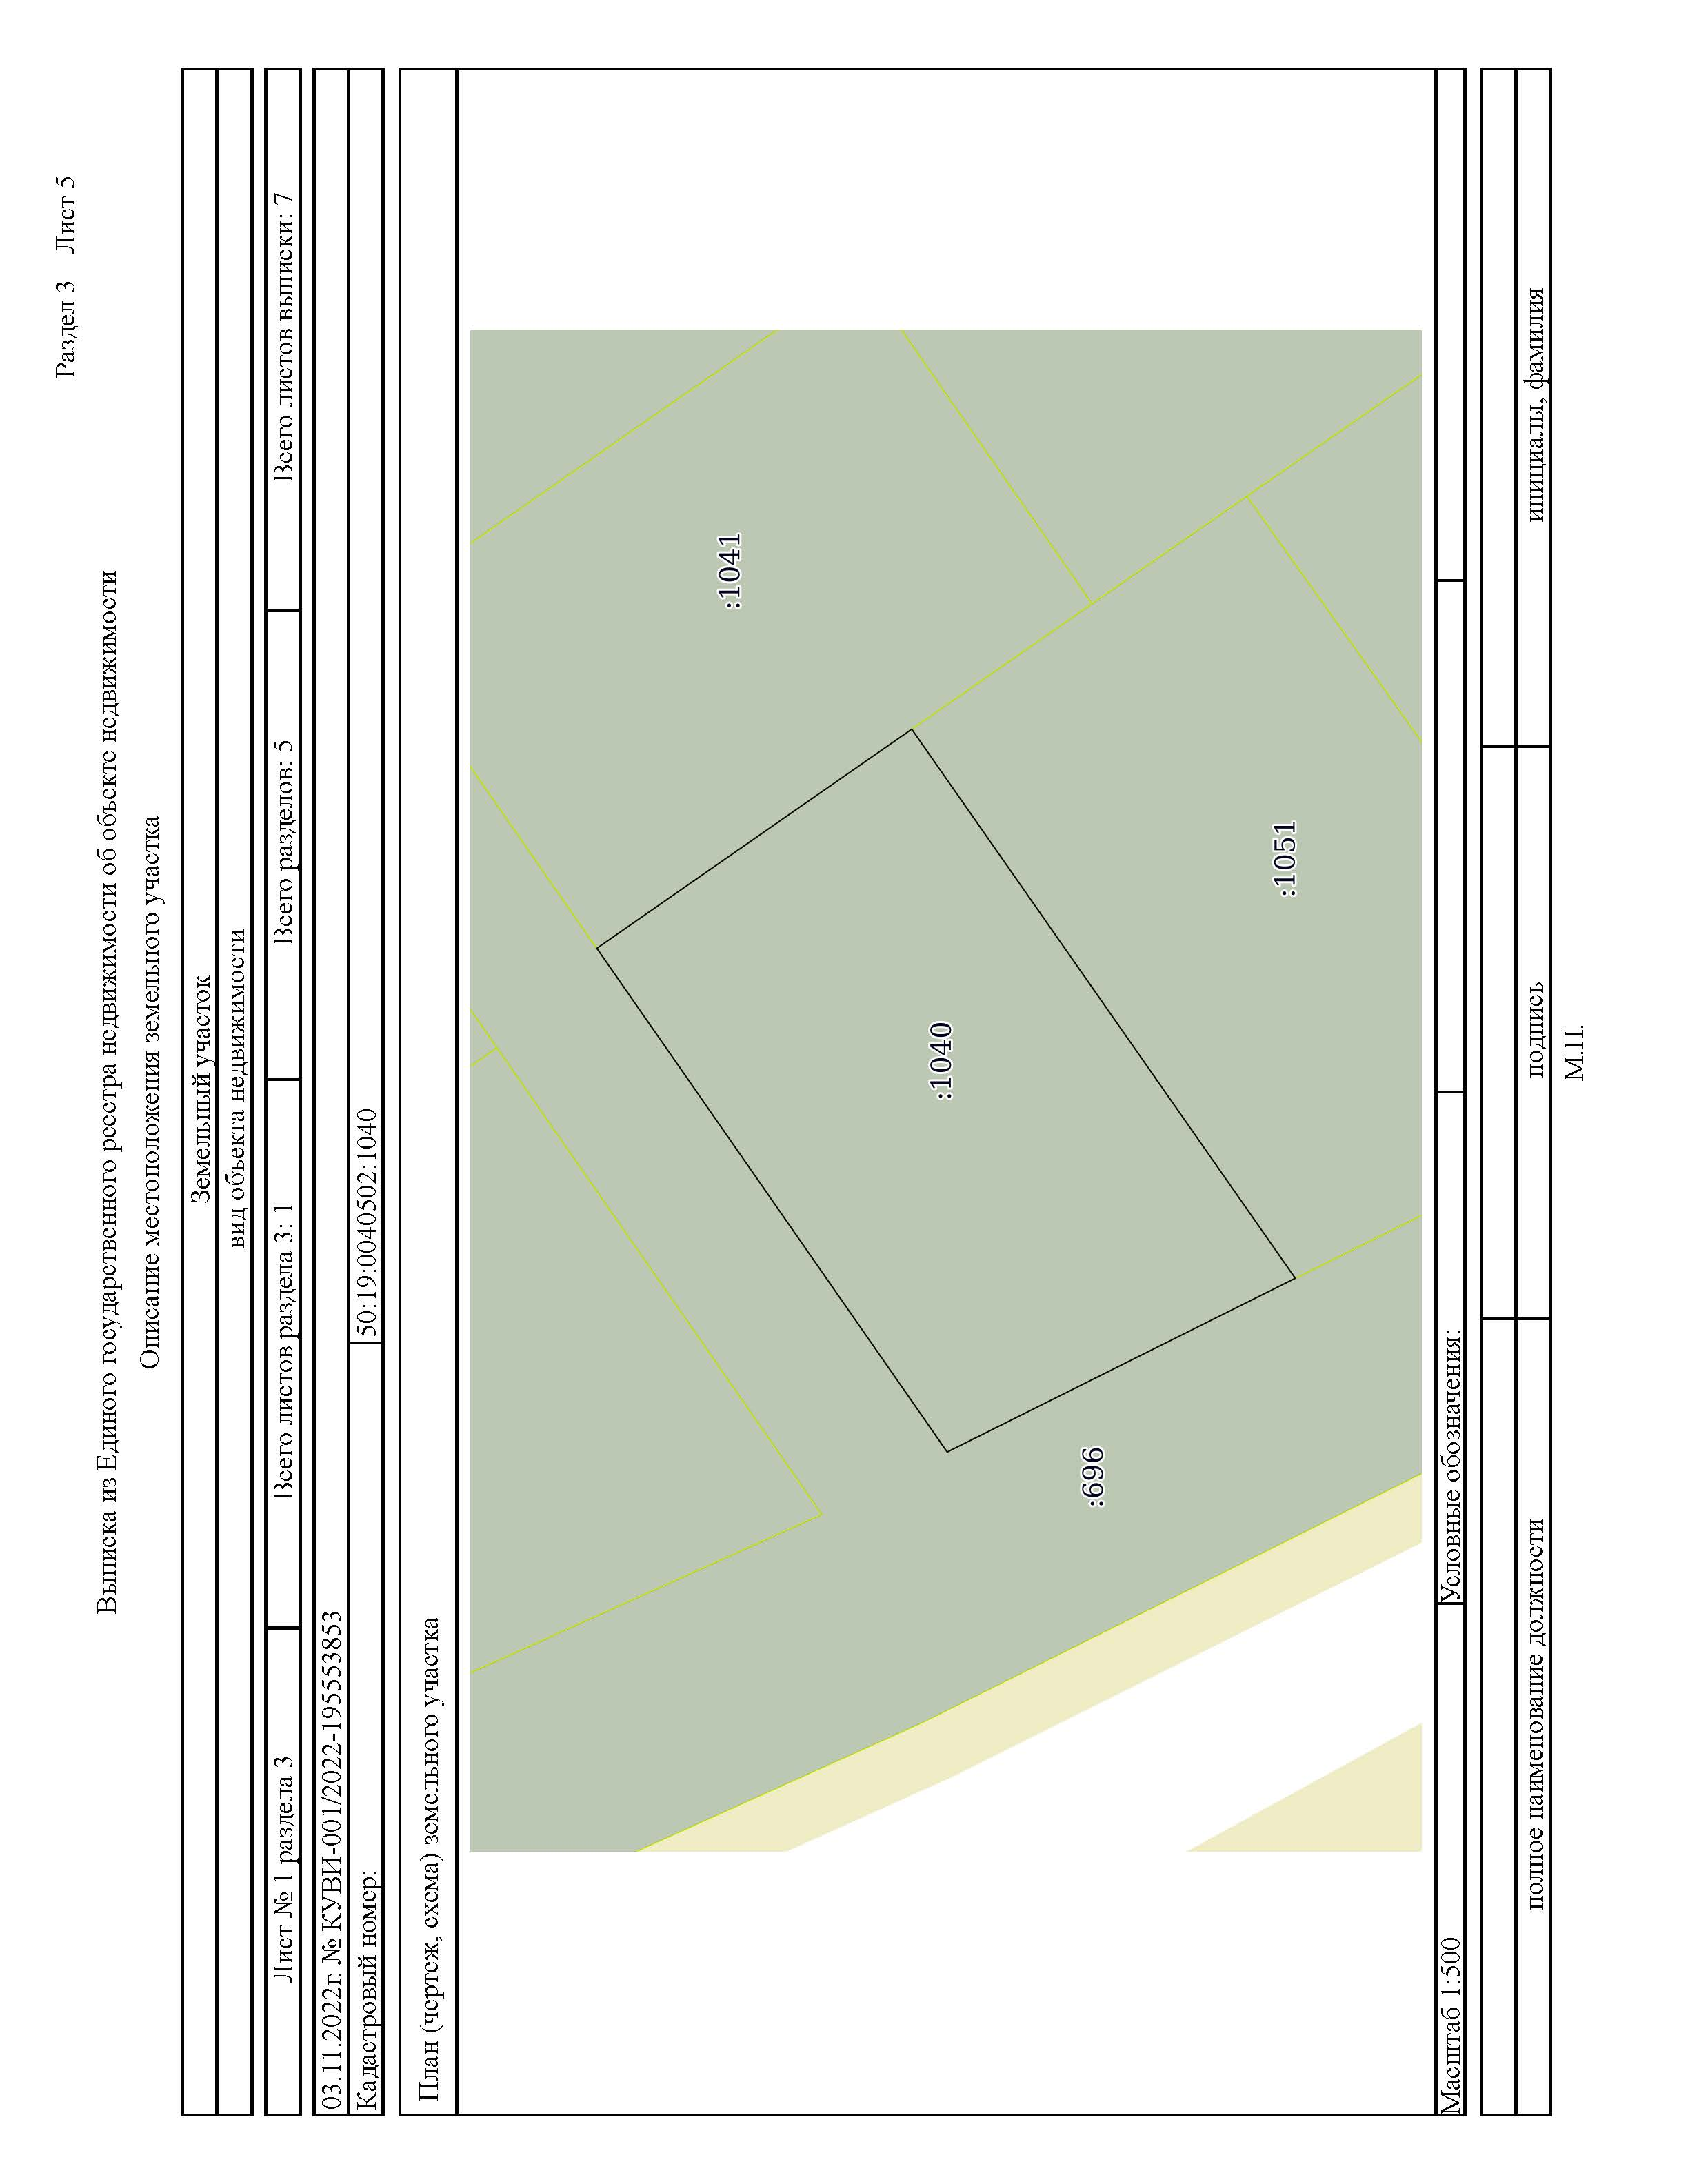 Раздел 3 Лист 5
Выписка из Единого государственного реестра недвижимости об объекте недвижимости
Описание местоположения земельного участка
Земельный участок
вид объекта недвижимости
Лист № 1 раздела 3 Всего листов раздела 3: 1 Всего разделов: 5 Всего листов выписки: 7
03.11.2022г. № КУВИ-001/2022-195553853
Кадастровый номер: 50:19:0040502:1040
План (чертеж, схема) земельного участка
:1041
:1040
:696
:1051
Масштаб 1:500 Условные обозначения:
полное наименование должности подпись инициалы, фамилия
М.П.